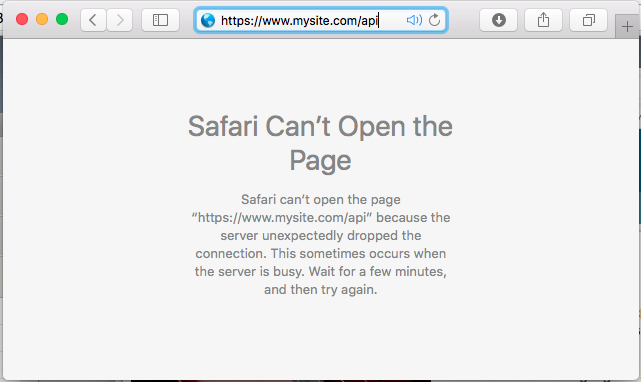 https://www.mysite.com/api
Safari Can’t Open the
Page
Safari can’t open the page
“https://www.mysite.com/api” because the
server unexpectedly dropped the
connection. This sometimes occurs when
the server is busy. Wait for a few minutes,
and then try again.